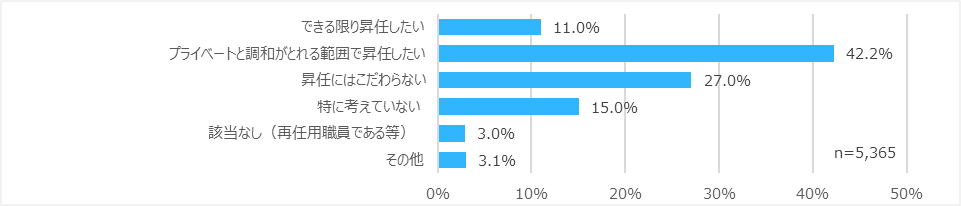 できる限り昇任したい 11.0%
プライベートと調和がとれる範囲で昇任したい 42.2%
昇任にはこだわらない 27.0%
特に考えていない 15.0%
該当なし（再任用職員である等） 3.0%
その他 3.1%
n=5,365
0% 10% 20% 30% 40% 50%